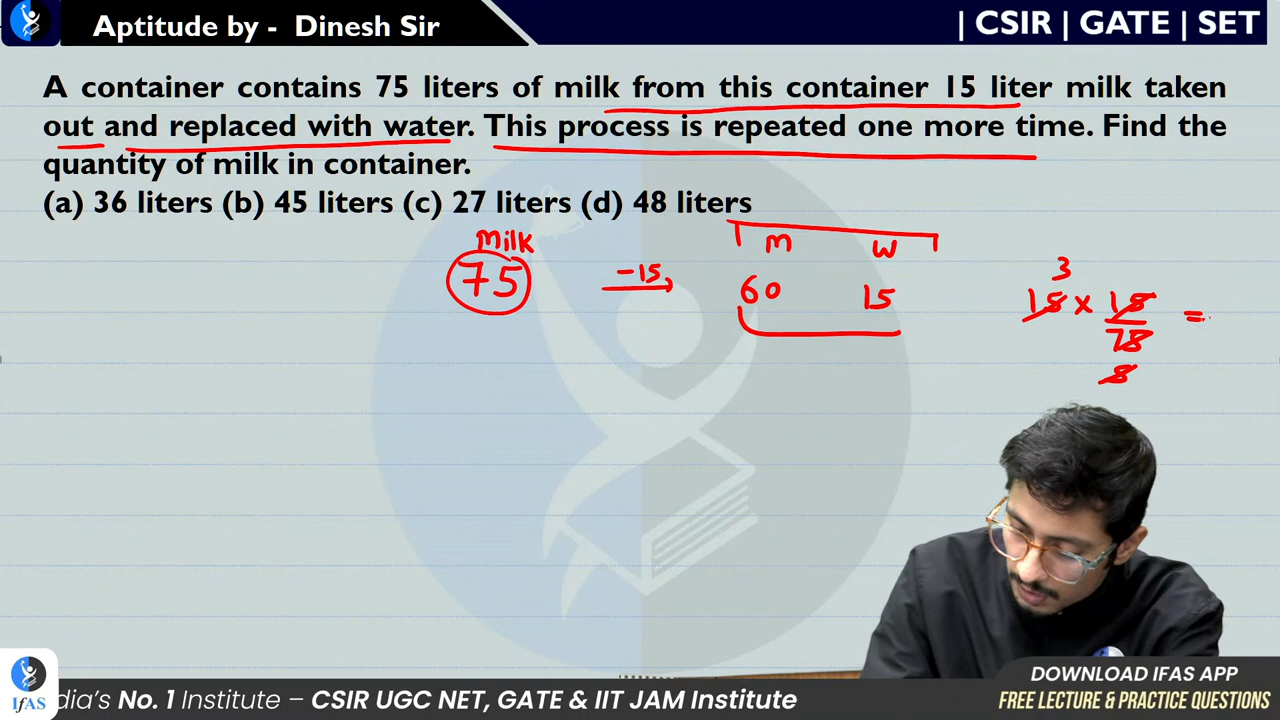 Aptitude by - Dinesh Sir
| CSIR | GATE | SET
A container contains 75 liters of milk from this container 15 liter milk taken
out and replaced with water. This process is repeated one more time. Find the
quantity of milk in container.
(a) 36 liters (b) 45 liters (c) 27 liters (d) 48 liters
milk
75
-15
m w
60 15
3
15 x 15 =
75
5
DOWNLOAD IFAS APP
FREE LECTURE & PRACTICE QUESTIONS
IfAS
dia's No. 1 Institute – CSIR UGC NET, GATE & IIT JAM Institute